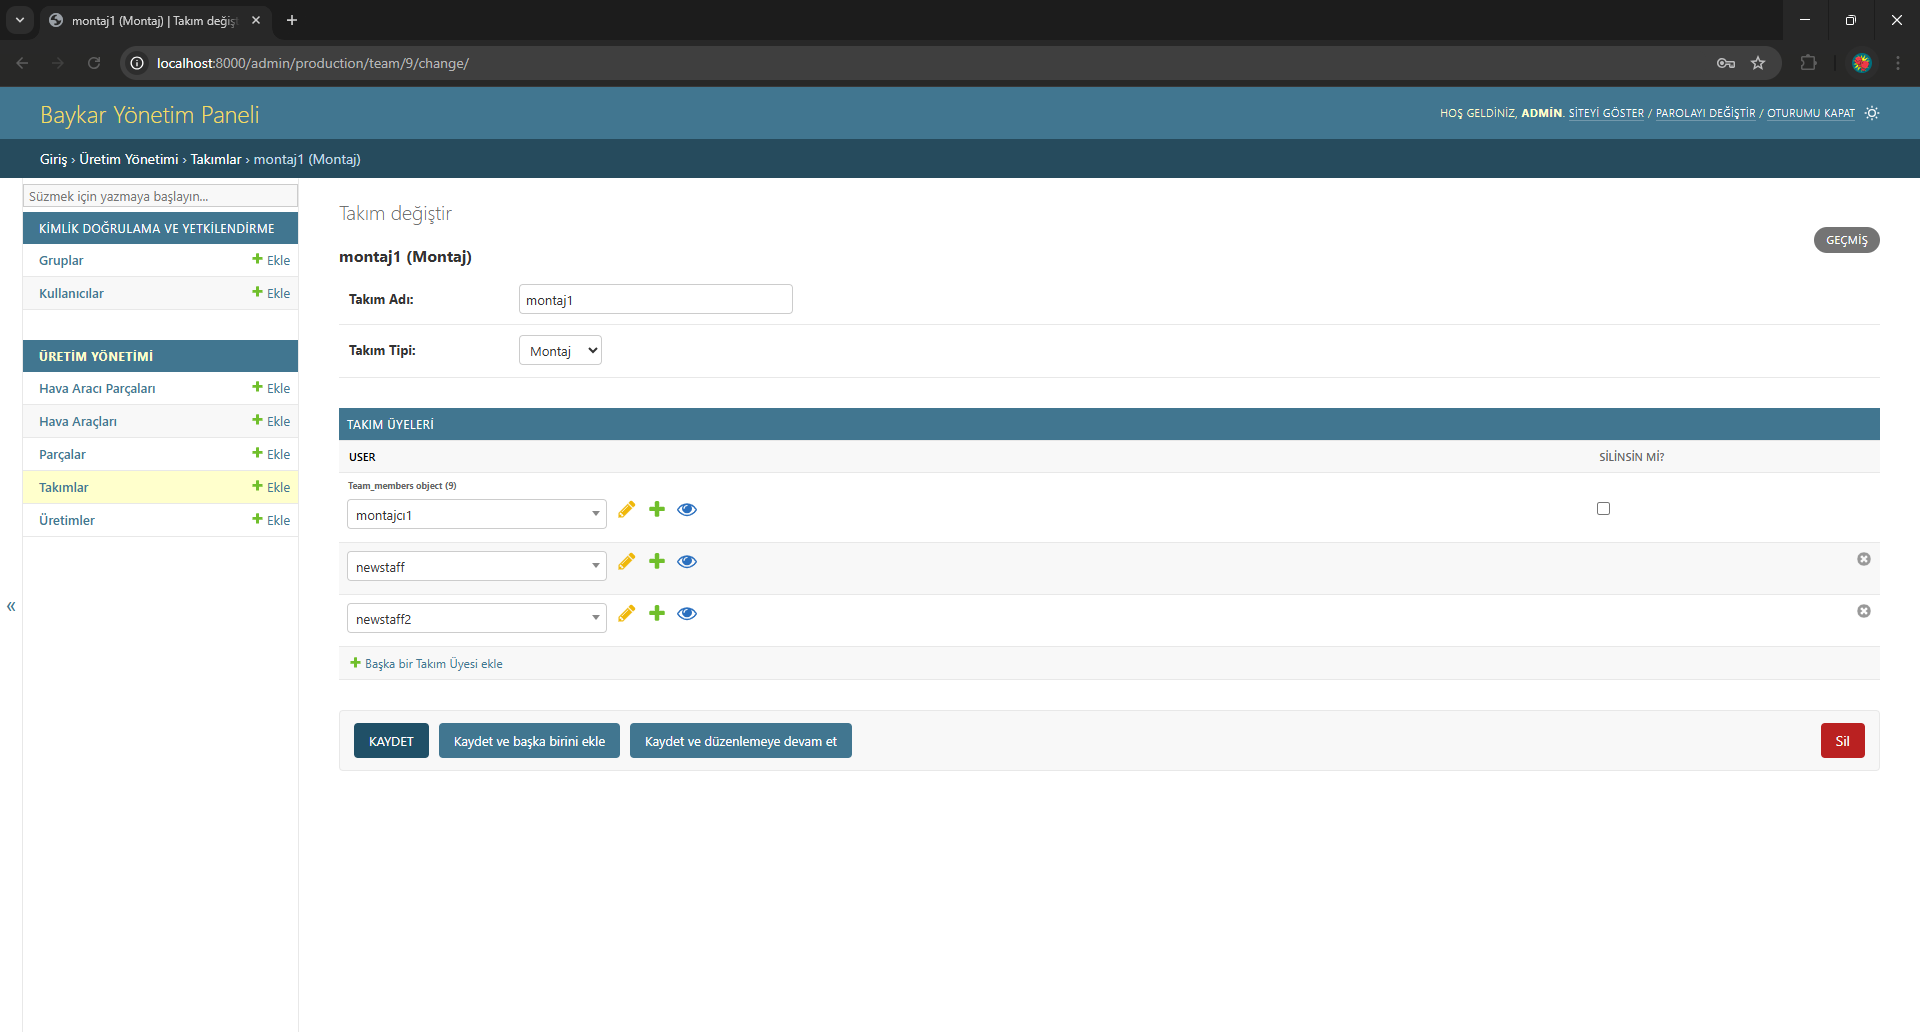 montaj1 (Montaj) | Takım değiş
localhost:8000/admin/production/team/9/change/
Baykar Yönetim Paneli
HOŞ GELDİNİZ, ADMIN. SİTEYİ GÖSTER / PAROLAYI DEĞİŞTİR / OTURUMU KAPAT
Giriş › Üretim Yönetimi › Takımlar › montaj1 (Montaj)
Süzmek için yazmaya başlayın...
KİMLİK DOĞRULAMA VE YETKİLENDİRME
Gruplar Ekle
Kullanıcılar Ekle
ÜRETİM YÖNETİMİ
Hava Aracı Parçaları Ekle
Hava Araçları Ekle
Parçalar Ekle
Takımlar Ekle
Üretimler Ekle
«
Takım değiştir
GEÇMİŞ
montaj1 (Montaj)
Takım Adı: montaj1
Takım Tipi: Montaj
TAKIM ÜYELERİ
USER SİLİNSİN Mİ?
Team_members object (9)
montajcı1
newstaff
newstaff2
Başka bir Takım Üyesi ekle
KAYDET Kaydet ve başka birini ekle Kaydet ve düzenlemeye devam et Sil